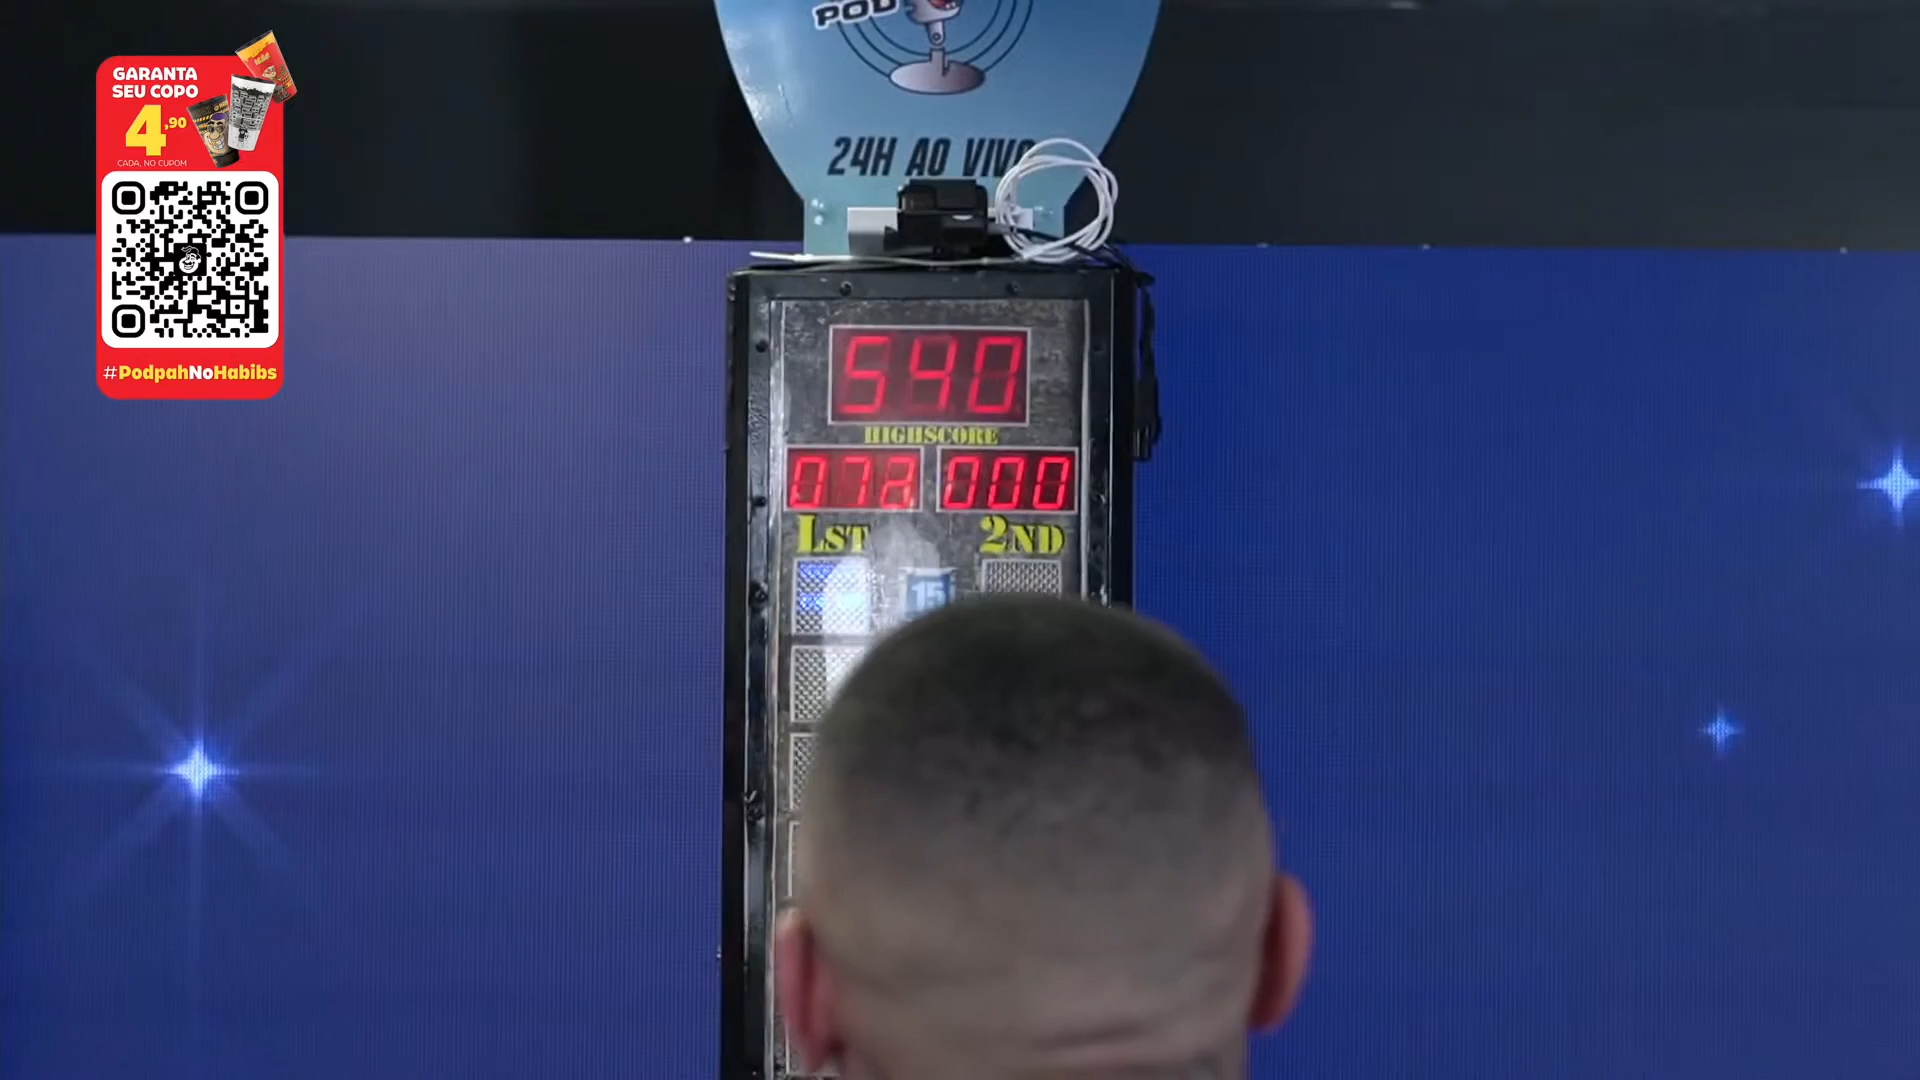 POD
24H AO VIVO
GARANTA
SEU COPO
4,90
CADA, NO CUPOM
#PodpahNoHabibs
540
HIGHSCORE
072 000
LST 2ND
15